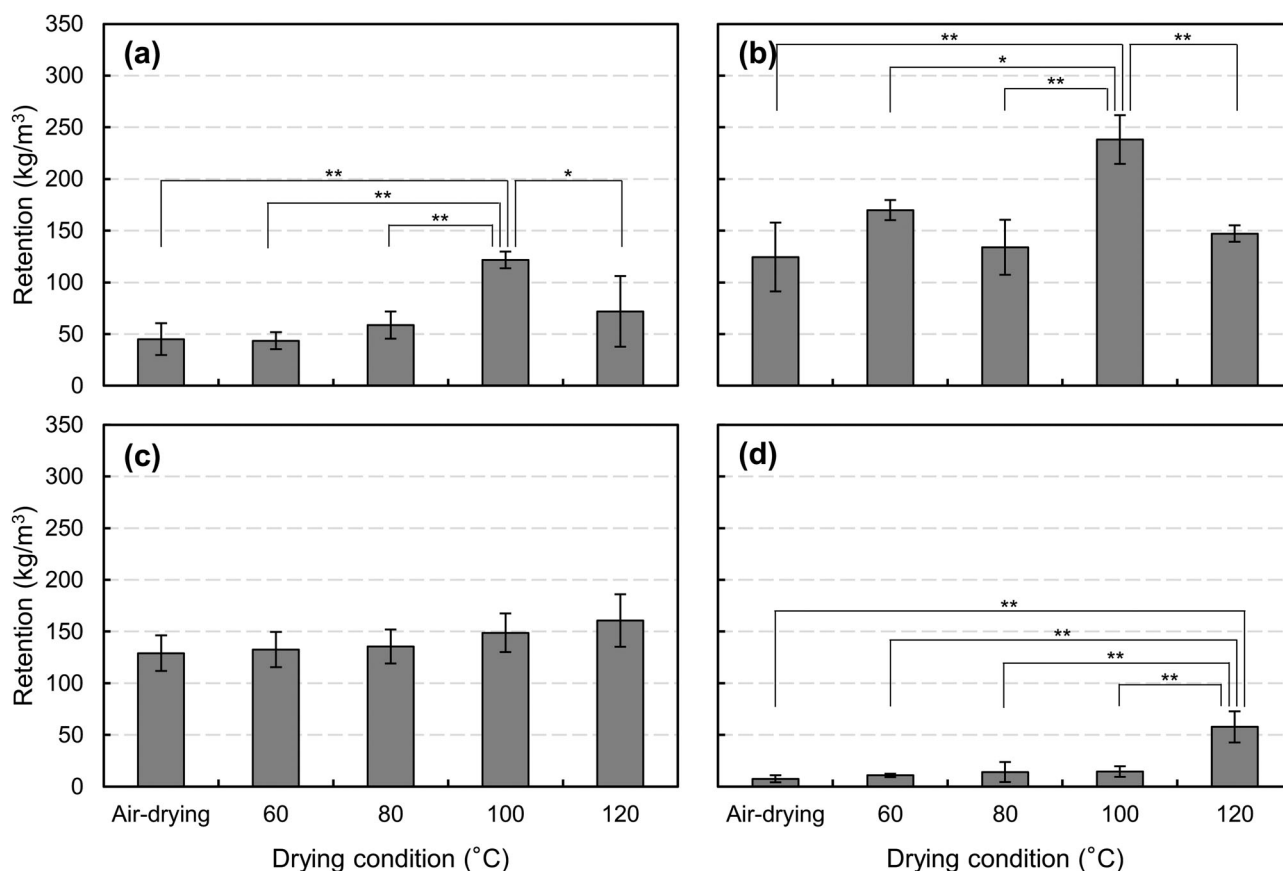 (a)
Retention (kg/m³)
350
300
250
200
150
100
50
0
**
*
**
**
(b)
**
**
*
**
(c)
Retention (kg/m³)
350
300
250
200
150
100
50
0
Air-drying 60 80 100 120
Drying condition (˚C)
(d)
**
**
**
**
Air-drying 60 80 100 120
Drying condition (˚C)